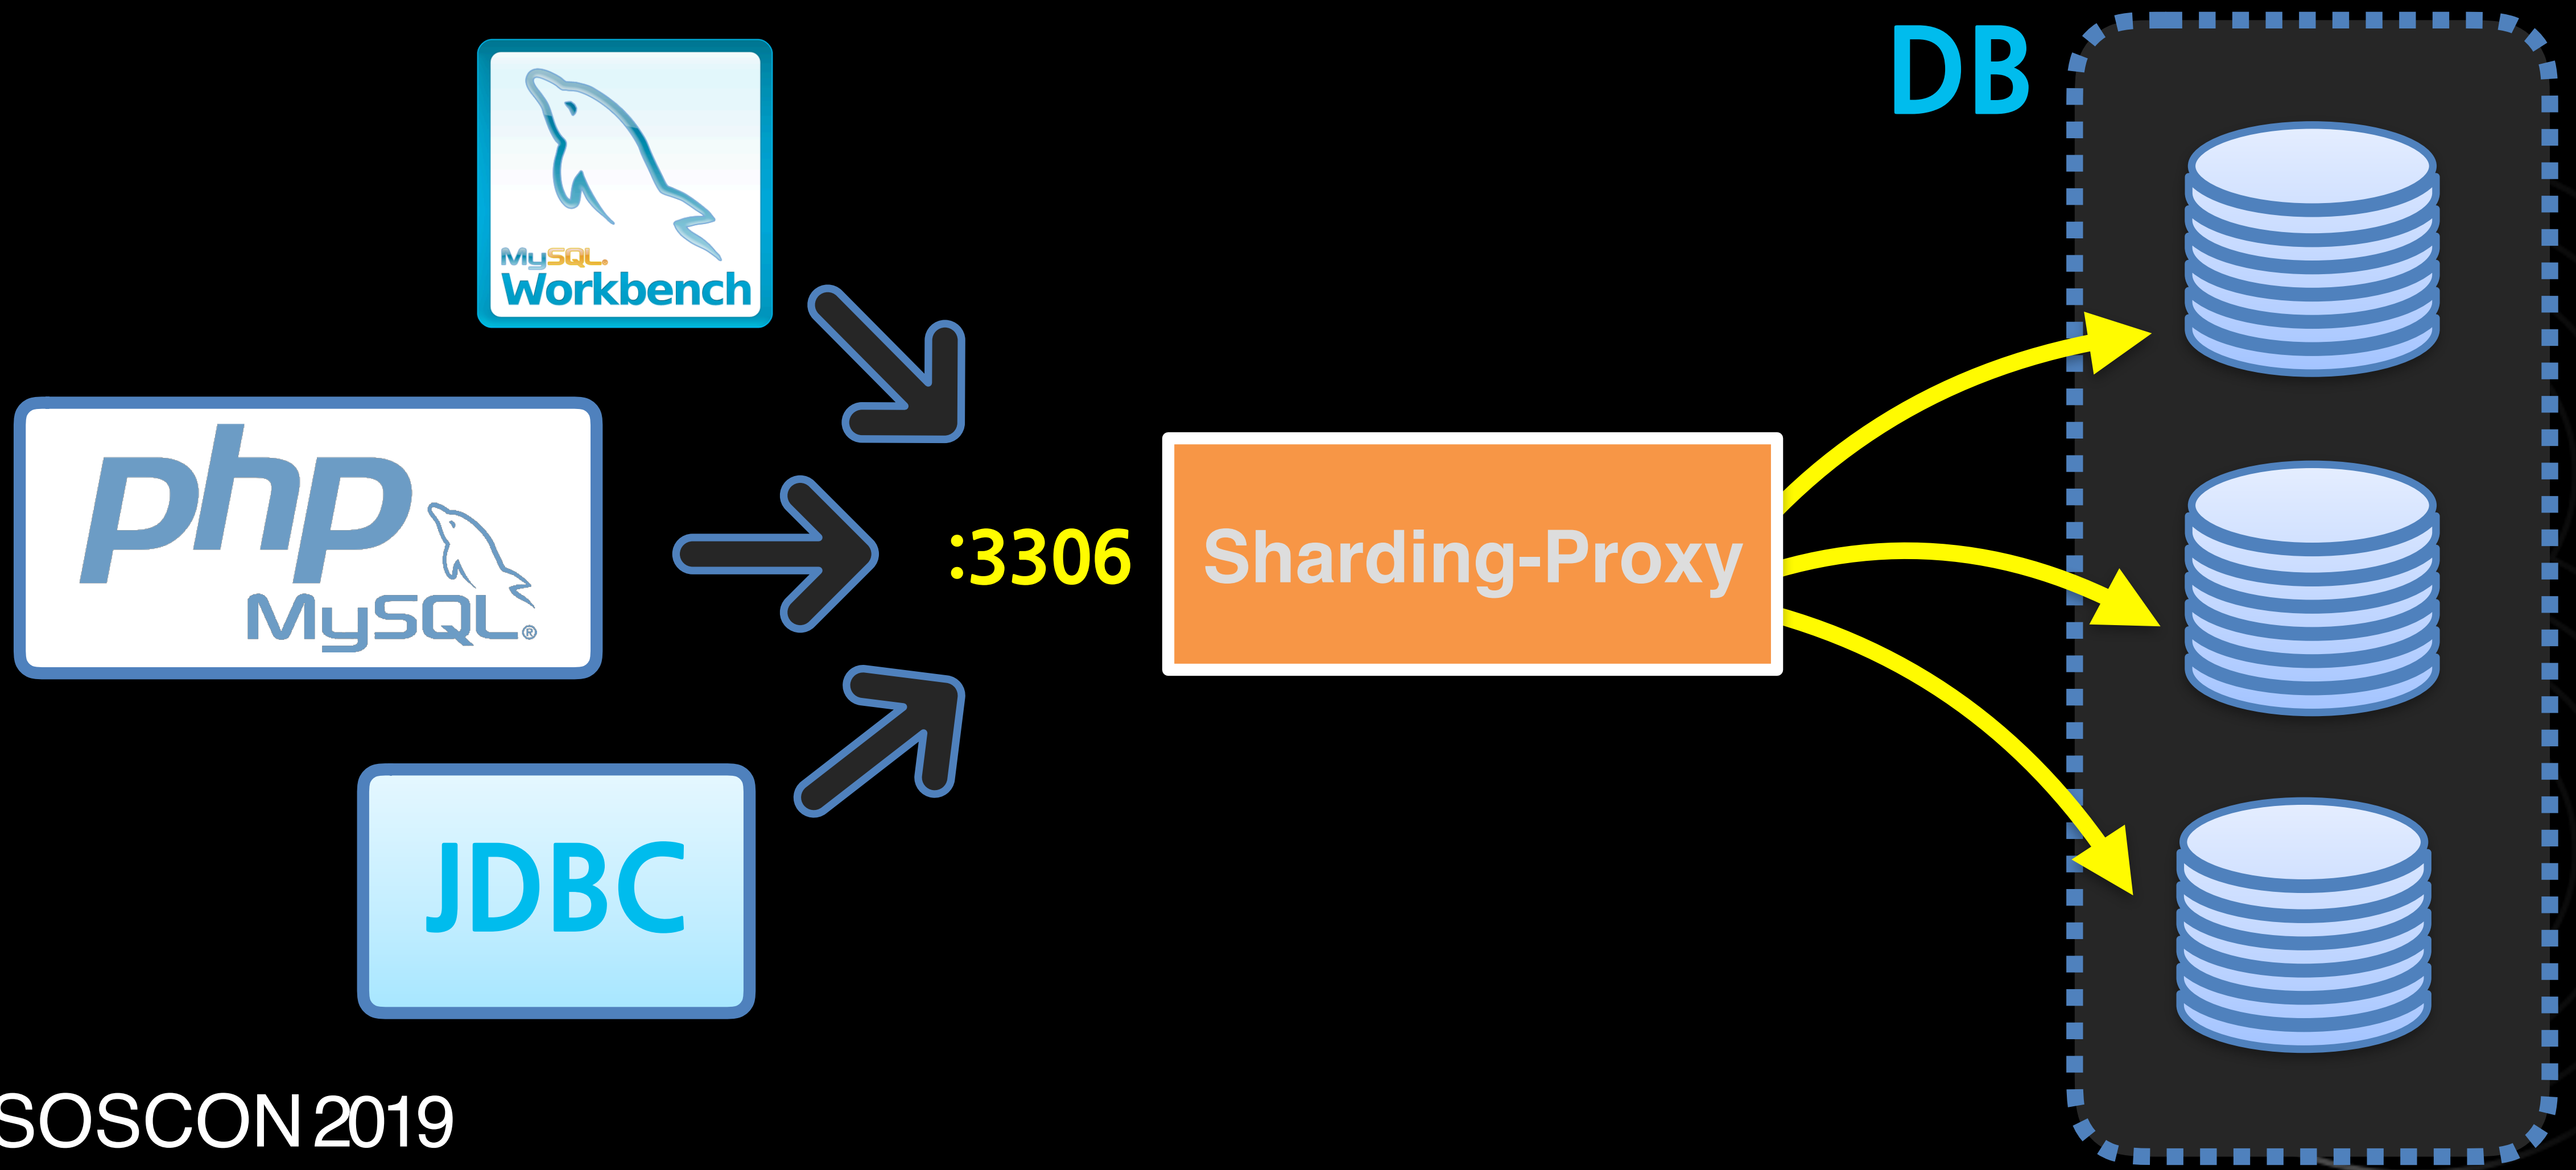 DB
MySQL®
Workbench
php
MySQL®
:3306
Sharding-Proxy
JDBC
SOSCON 2019